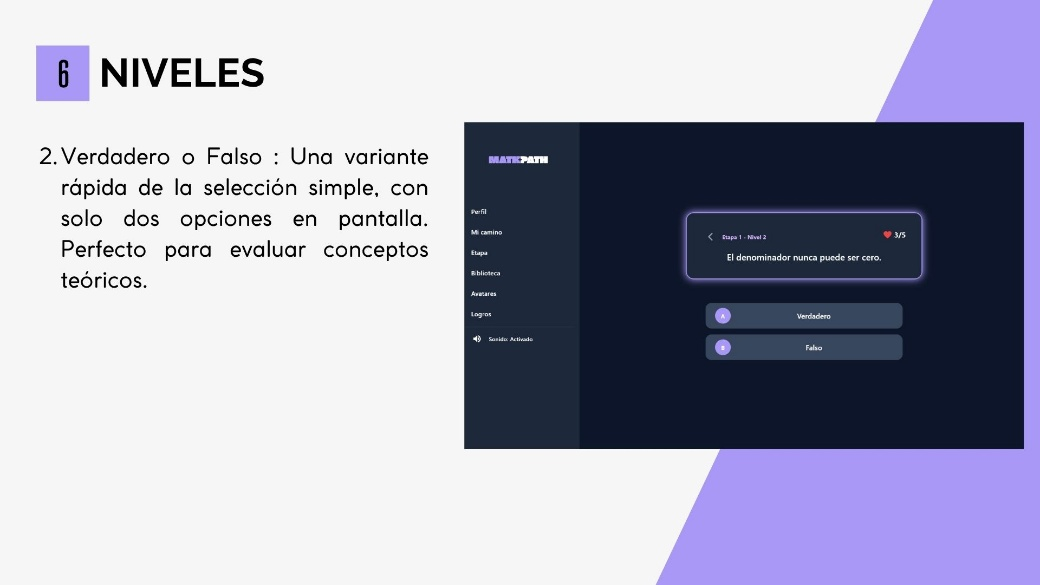 6 NIVELES
2. Verdadero o Falso : Una variante
rápida de la selección simple, con
solo dos opciones en pantalla.
Perfecto para evaluar conceptos
teóricos.
MATHPATH
Perfil
Mi camino
Etapa
Biblioteca
Avatares
Logros
Sonido: Activado
Etapa 1 - Nivel 2
3/5
El denominador nunca puede ser cero.
A Verdadero
B Falso